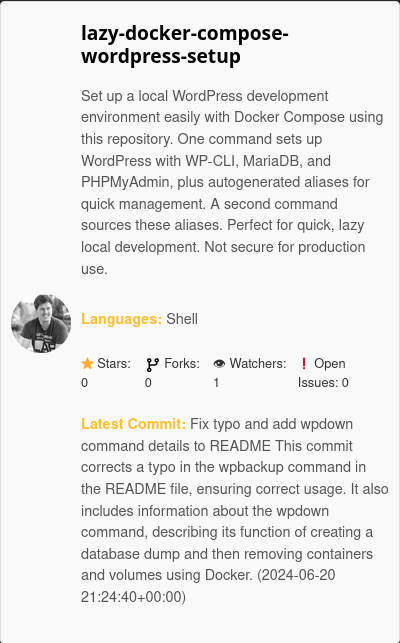 lazy-docker-compose-
wordpress-setup
Set up a local WordPress development
environment easily with Docker Compose using
this repository. One command sets up
WordPress with WP-CLI, MariaDB, and
PHPMyAdmin, plus autogenerated aliases for
quick management. A second command
sources these aliases. Perfect for quick, lazy
local development. Not secure for production
use.
Languages: Shell
Stars: 0
Forks: 0
Watchers: 1
Open Issues: 0
Latest Commit: Fix typo and add wpdown
command details to README This commit
corrects a typo in the wpbackup command in
the README file, ensuring correct usage. It also
includes information about the wpdown
command, describing its function of creating a
database dump and then removing containers
and volumes using Docker. (2024-06-20
21:24:40+00:00)